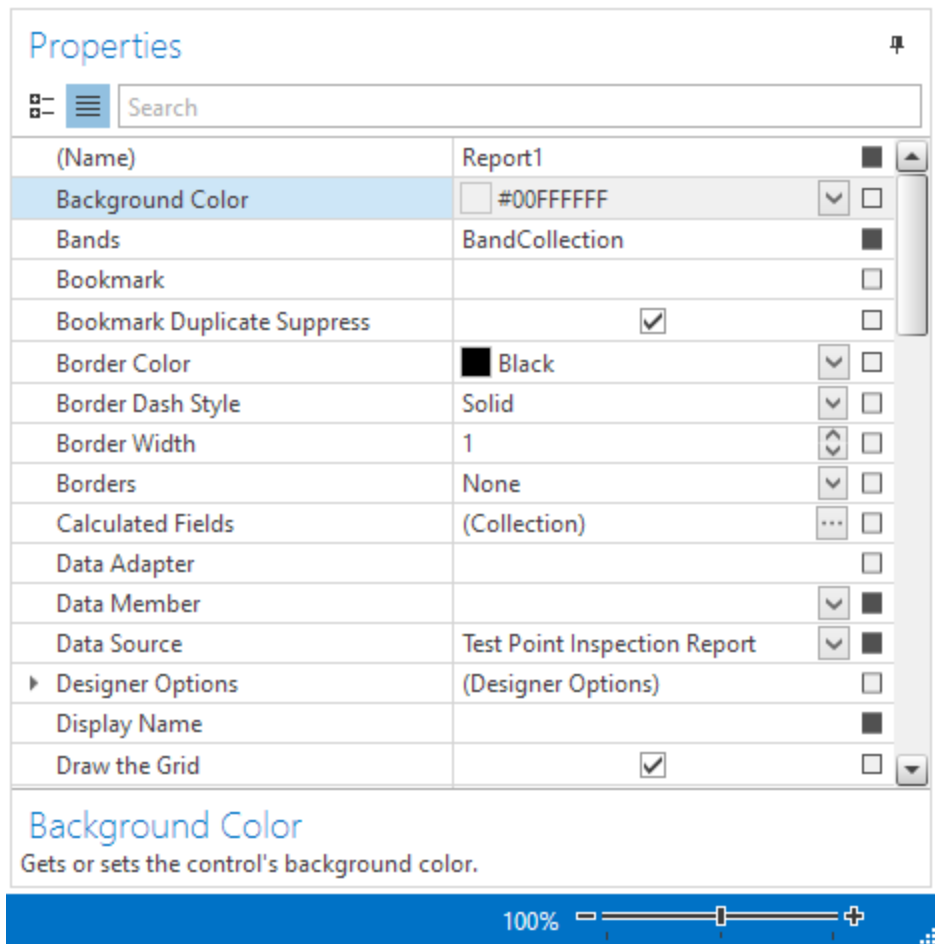 Properties
Search
(Name) Report1
Background Color #00FFFFFF
Bands BandCollection
Bookmark
Bookmark Duplicate Suppress
Border Color Black
Border Dash Style Solid
Border Width 1
Borders None
Calculated Fields (Collection)
Data Adapter
Data Member
Data Source Test Point Inspection Report
Designer Options (Designer Options)
Display Name
Draw the Grid
Background Color
Gets or sets the control's background color.
100%